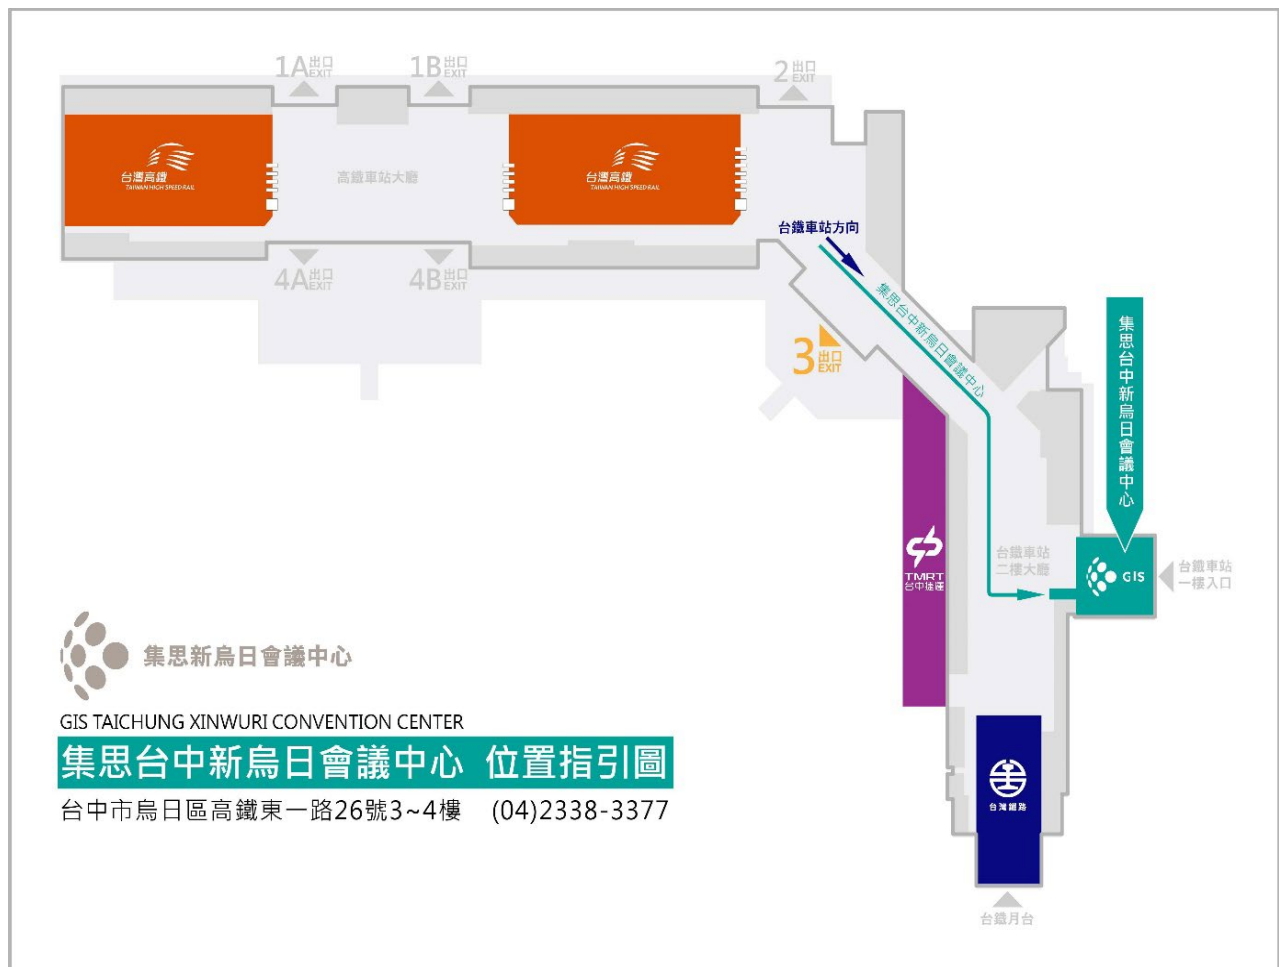 1A出口 EXIT
1B出口 EXIT
2出口 EXIT
台灣高鐵
TAIWAN HIGH SPEED RAIL
高鐵車站大廳
台灣高鐵
TAIWAN HIGH SPEED RAIL
台鐵車站方向
4A出口 EXIT
4B出口 EXIT
集思台中新烏日會議中心
3出口 EXIT
集思台中新烏日會議中心
TMRT
台中捷運
台鐵車站
二樓大廳
GIS
台鐵車站
一樓入口
集思新烏日會議中心
GIS TAICHUNG XINWURI CONVENTION CENTER
集思台中新烏日會議中心 位置指引圖
台中市烏日區高鐵東一路26號3~4樓 (04)2338-3377
台灣鐵路
台鐵月台